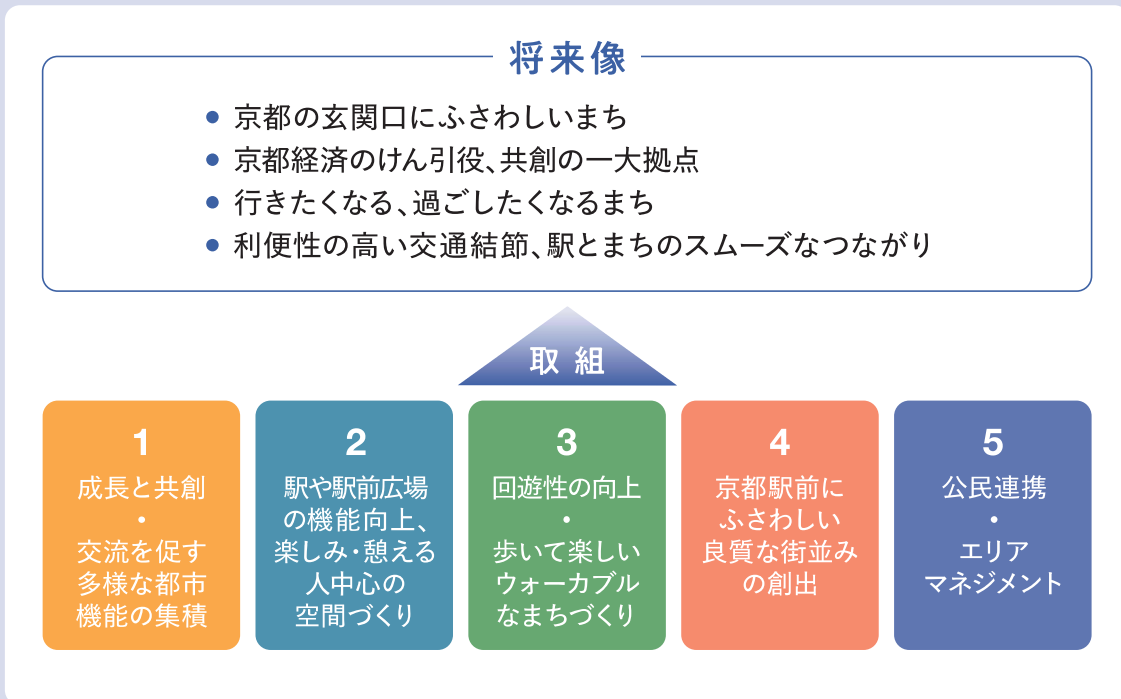 将来像
● 京都の玄関口にふさわしいまち
● 京都経済のけん引役、共創の一大拠点
● 行きたくなる、過ごしたくなるまち
● 利便性の高い交通結節、駅とまちのスムーズなつながり
取組
1
成長と共創
・
交流を促す
多様な都市
機能の集積
2
駅や駅前広場
の機能向上、
楽しみ・憩える
人中心の
空間づくり
3
回遊性の向上
・
歩いて楽しい
ウォーカブル
なまちづくり
4
京都駅前に
ふさわしい
良質な街並み
の創出
5
公民連携
・
エリア
マネジメント